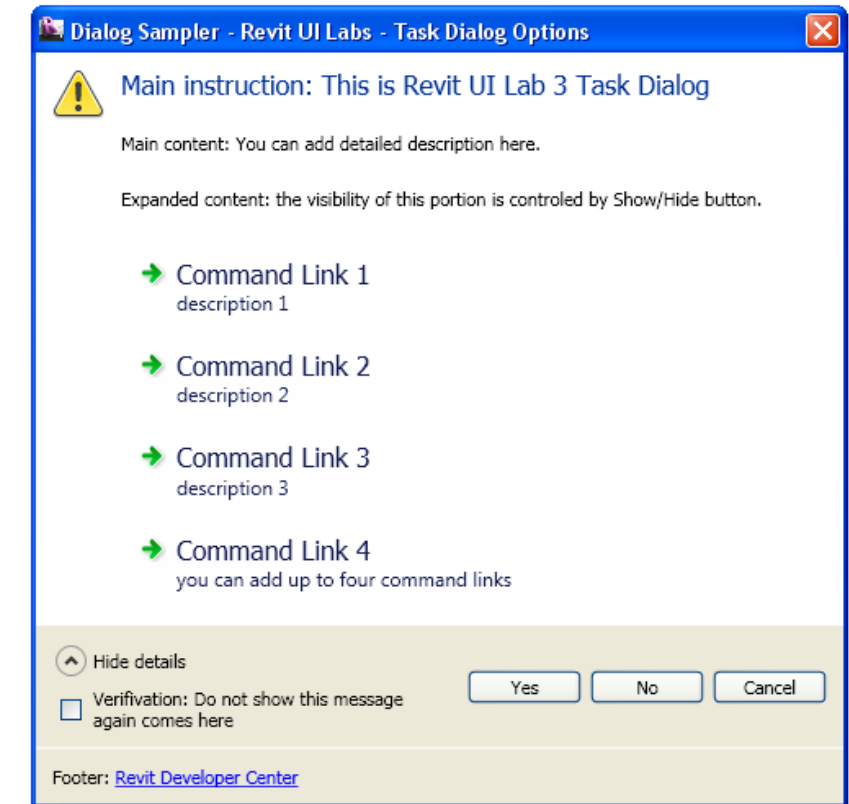 Dialog Sampler - Revit UI Labs - Task Dialog Options
Main instruction: This is Revit UI Lab 3 Task Dialog
Main content: You can add detailed description here.
Expanded content: the visibility of this portion is controled by Show/Hide button.
Command Link 1
description 1
Command Link 2
description 2
Command Link 3
description 3
Command Link 4
you can add up to four command links
Hide details
Verifivation: Do not show this message
again comes here
Yes
No
Cancel
Footer: Revit Developer Center